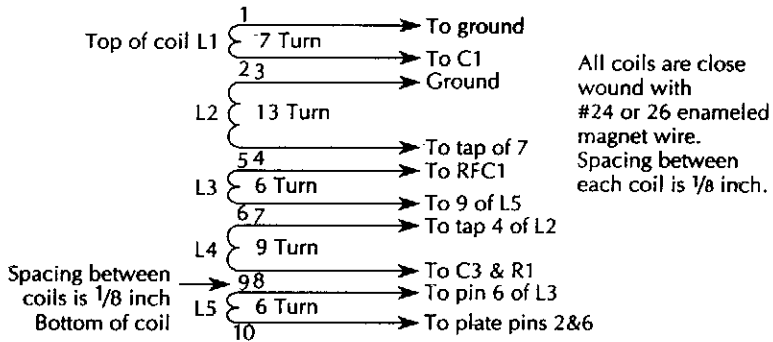 1
To ground
Top of coil L1
7 Turn
To C1
2 3
Ground
L2
13 Turn
To tap of 7
5 4
To RFC1
L3
6 Turn
To 9 of L5
6 7
To tap 4 of L2
L4
9 Turn
To C3 & R1
9 8
To pin 6 of L3
L5
6 Turn
To plate pins 2&6
10
Spacing between
coils is 1/8 inch
Bottom of coil
All coils are close
wound with
#24 or 26 enameled
magnet wire.
Spacing between
each coil is 1/8 inch.